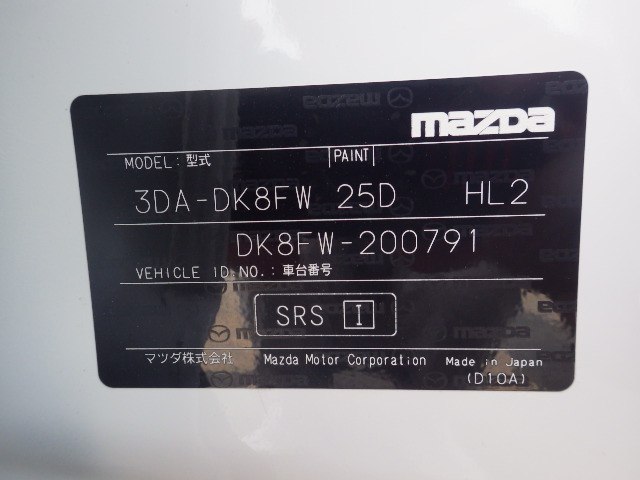 mazda
MODEL: 型式 PAINT
3DA-DK8FW 25D HL2
DK8FW-200791
VEHICLE ID.NO.: 車台番号
SRS I
マツダ株式会社 Mazda Motor Corporation Made in Japan
(D10A)